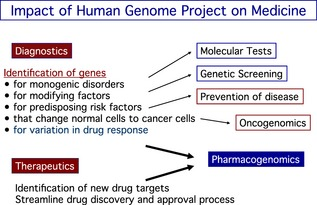 Impact of Human Genome Project on Medicine
Diagnostics
Molecular Tests
Identification of genes
• for monogenic disorders
Genetic Screening
• for modifying factors
• for predisposing risk factors
Prevention of disease
• that change normal cells to cancer cells
Oncogenomics
• for variation in drug response
Therapeutics
Pharmacogenomics
Identification of new drug targets
Streamline drug discovery and approval process